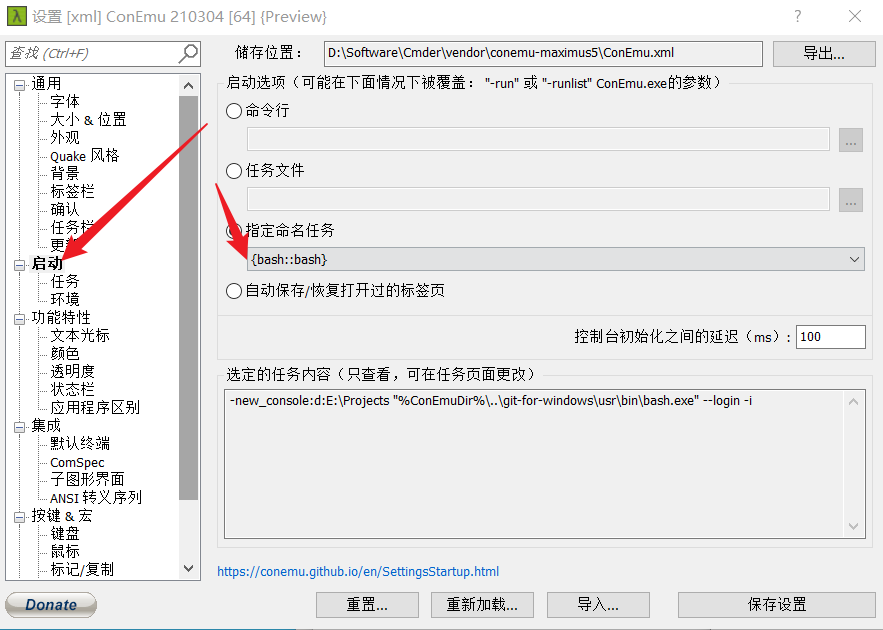 设置 [xml] ConEmu 210304 [64] {Preview}
查找 (Ctrl+F)
储存位置：
D:\Software\Cmder\vendor\conemu-maximus5\ConEmu.xml
导出...
通用
字体
大小 & 位置
外观
Quake 风格
背景
标签栏
确认
任务栏
启动
任务
环境
功能特性
文本光标
颜色
透明度
状态栏
应用程序区别
集成
默认终端
ComSpec
子图形界面
ANSI 转义序列
按键 & 宏
键盘
鼠标
标记/复制
启动选项（可能在下面情况下被覆盖： "-run" 或 "-runlist" ConEmu.exe的参数）
命令行
...
任务文件
...
指定命名任务
{bash::bash}
自动保存/恢复打开过的标签页
控制台初始化之间的延迟（ms）:
100
选定的任务内容（只查看，可在任务页面更改）
-new_console:d:E:\Projects "%ConEmuDir%\..\git-for-windows\usr\bin\bash.exe" --login -i
https://conemu.github.io/en/SettingsStartup.html
Donate
重置...
重新加载...
导入...
保存设置